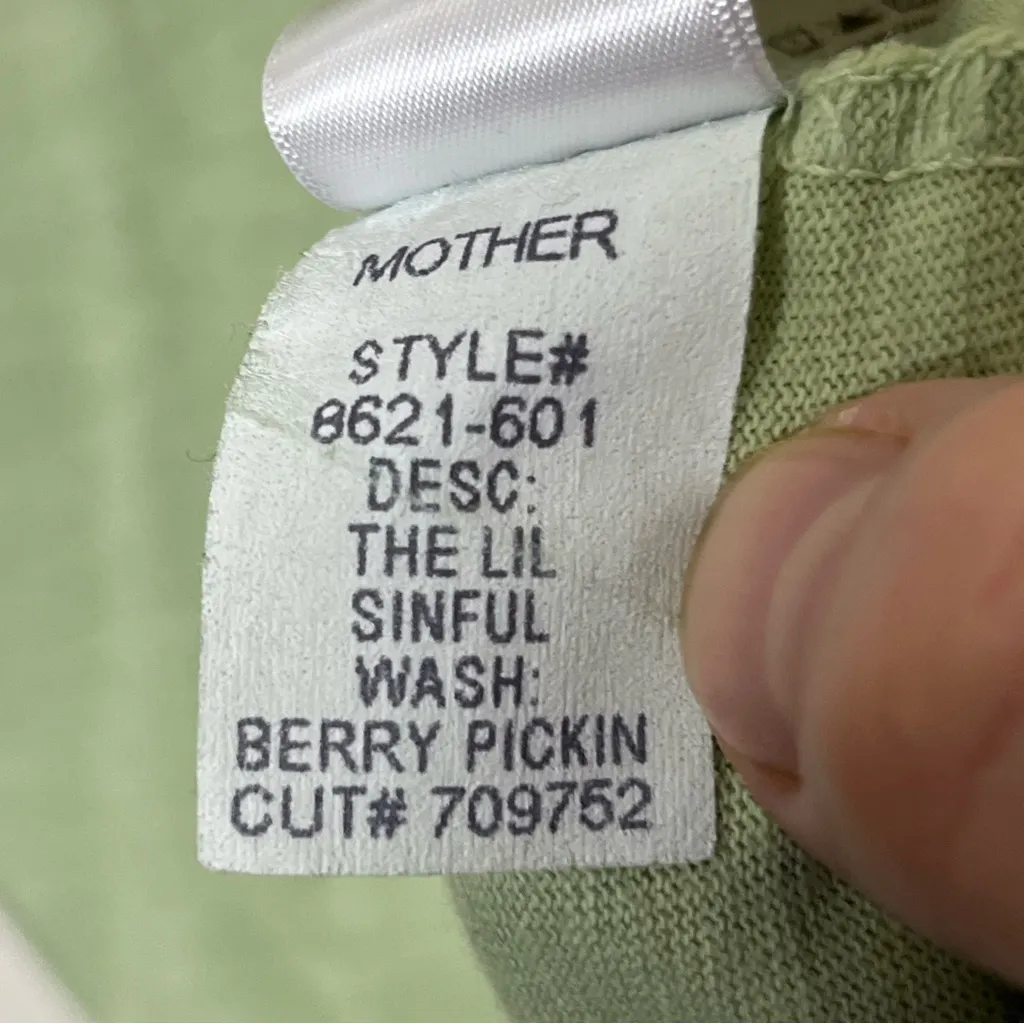 MOTHER
STYLE#
8621-601
DESC:
THE LIL
SINFUL
WASH:
BERRY PICKIN
CUT# 709752